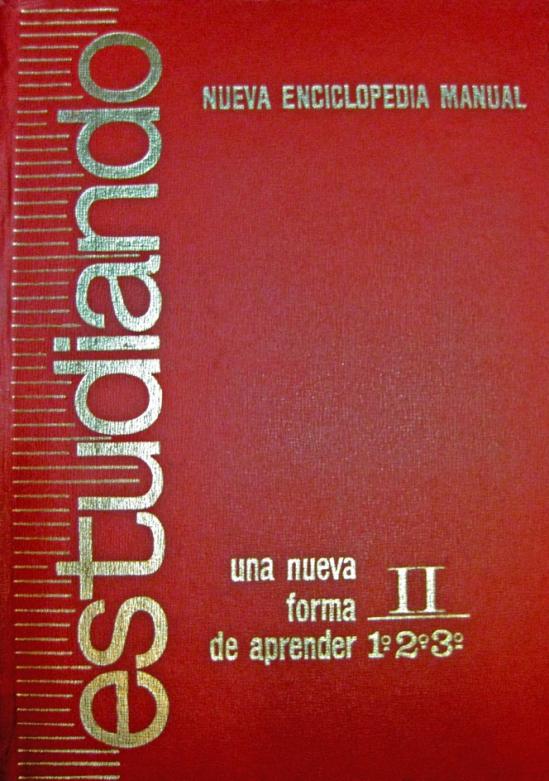 estudiando
NUEVA ENCICLOPEDIA MANUAL
una nueva
forma
de aprender
II
1º2º3º